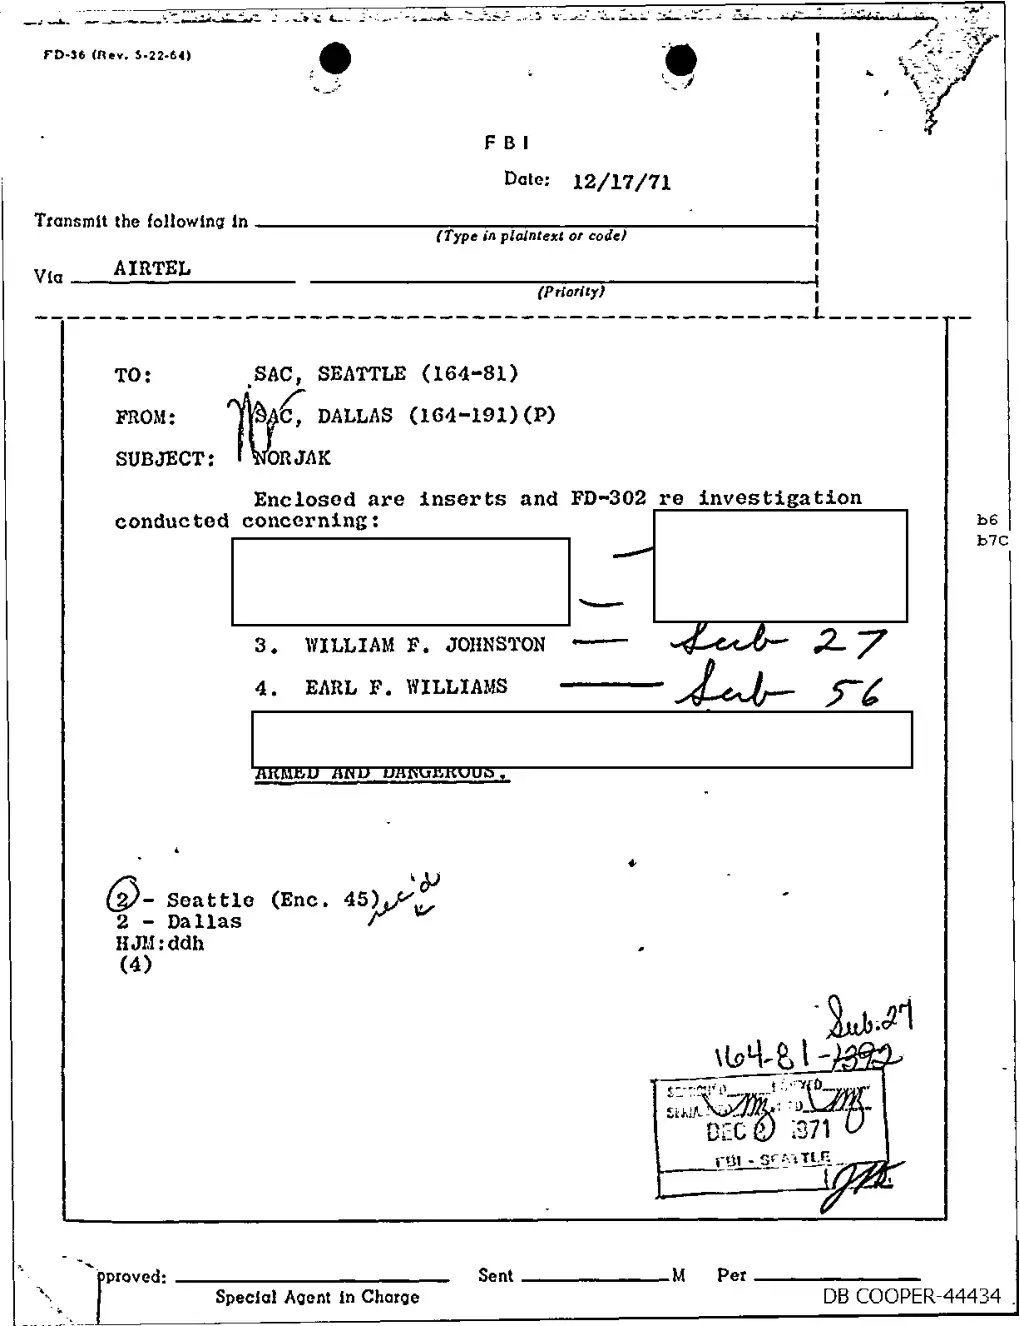 FD-36 (Rev. 5-22-64)
F B I
Date: 12/17/71
Transmit the following in
(Type in plaintext or code)
Via AIRTEL
(Priority)
TO: SAC, SEATTLE (164-81)
FROM: SAC, DALLAS (164-191)(P)
SUBJECT: NORJAK
Enclosed are inserts and FD-302 re investigation
conducted concerning:
b6
b7C
3. WILLIAM F. JOHNSTON — Sub 27
4. EARL F. WILLIAMS — Sub 56
ARMED AND DANGEROUS.
2 - Seattle (Enc. 45) rec'd
2 - Dallas
HJM:ddh
(4)
Sub.27
164-81-1392
DEC 1971
FBI - SEATTLE
pproved: Sent M Per
Special Agent in Charge
DB COOPER-44434